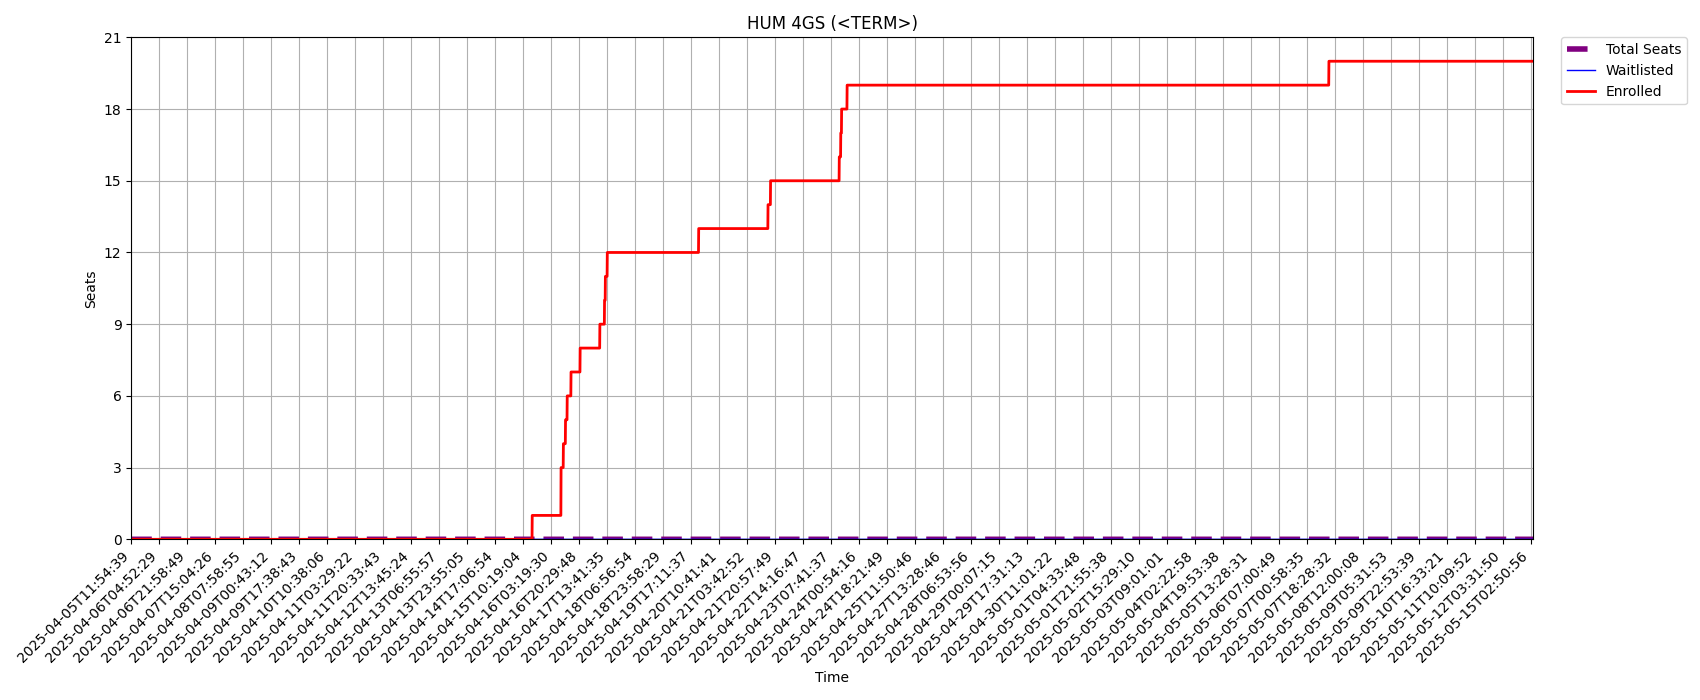 HUM 4GS (<TERM>)
Total Seats
Waitlisted
Enrolled
Seats
21
18
15
12
9
6
3
0
2025-04-05T11:54:39
2025-04-06T04:52:29
2025-04-06T21:58:49
2025-04-07T15:04:26
2025-04-08T07:58:55
2025-04-09T00:43:12
2025-04-09T17:38:43
2025-04-10T10:38:06
2025-04-11T03:29:22
2025-04-11T20:33:43
2025-04-12T13:45:24
2025-04-13T06:55:57
2025-04-13T23:55:05
2025-04-14T17:06:54
2025-04-15T10:19:04
2025-04-16T03:19:30
2025-04-16T20:29:48
2025-04-17T13:41:35
2025-04-18T06:56:54
2025-04-18T23:58:29
2025-04-19T17:11:37
2025-04-20T10:41:41
2025-04-21T03:42:52
2025-04-21T20:57:49
2025-04-22T14:16:47
2025-04-23T07:41:37
2025-04-24T00:54:16
2025-04-24T18:21:49
2025-04-25T11:50:46
2025-04-27T13:28:46
2025-04-28T06:53:56
2025-04-29T00:07:15
2025-04-29T17:31:13
2025-04-30T11:01:22
2025-05-01T04:33:48
2025-05-01T21:55:38
2025-05-02T15:29:10
2025-05-03T09:01:01
2025-05-04T02:22:58
2025-05-04T19:53:38
2025-05-05T13:28:31
2025-05-06T07:00:49
2025-05-07T00:58:35
2025-05-07T18:28:32
2025-05-08T12:00:08
2025-05-09T05:31:53
2025-05-09T22:53:39
2025-05-10T16:33:21
2025-05-11T10:09:52
2025-05-12T03:31:50
2025-05-15T02:50:56
Time